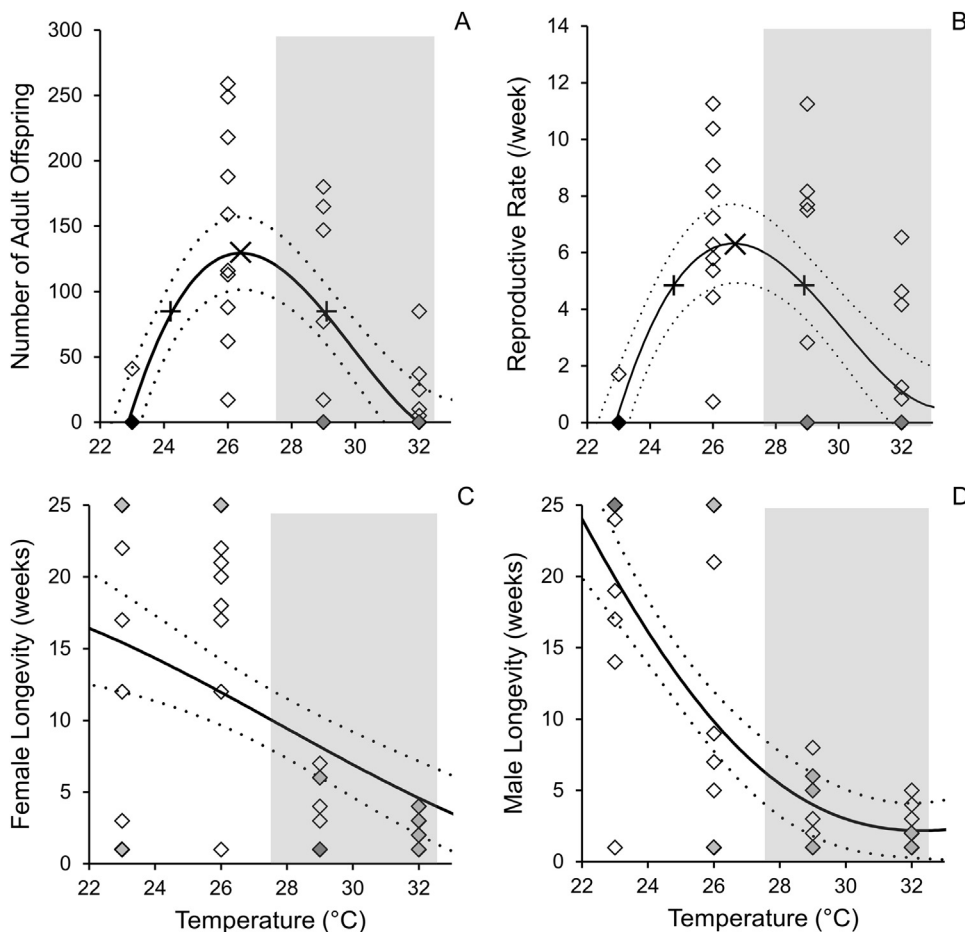 A
B
Number of Adult Offspring
300
250
200
150
100
50
0
22 24 26 28 30 32
Reproductive Rate (/week)
14
12
10
8
6
4
2
0
22 24 26 28 30 32
C
D
Female Longevity (weeks)
25
20
15
10
5
0
22 24 26 28 30 32
Temperature (°C)
Male Longevity (weeks)
25
20
15
10
5
0
22 24 26 28 30 32
Temperature (°C)